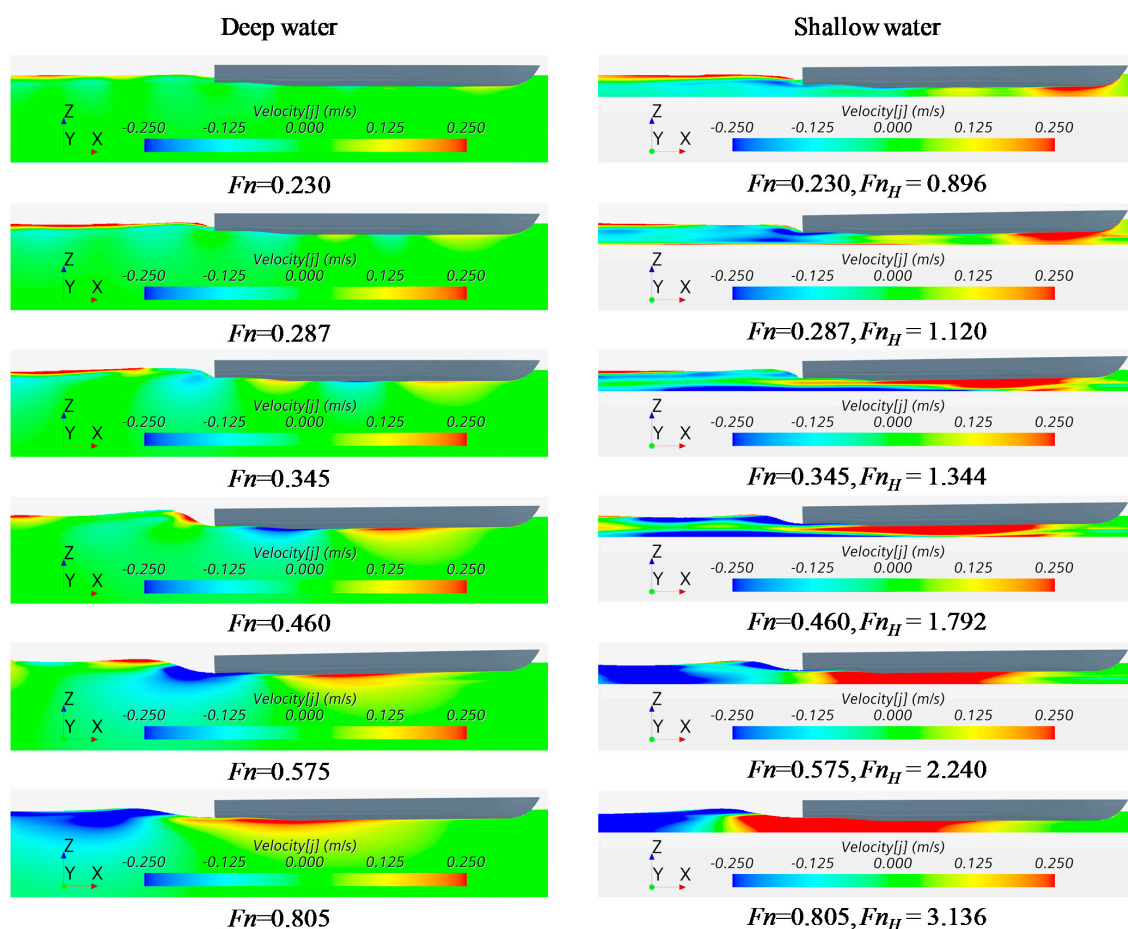 Deep water
Shallow water
Velocity[j] (m/s)
-0.250 -0.125 0.000 0.125 0.250
Z
Y X
Fn=0.230
Velocity[j] (m/s)
-0.250 -0.125 0.000 0.125 0.250
Z
Y X
Fn=0.230, FnH = 0.896
Velocity[j] (m/s)
-0.250 -0.125 0.000 0.125 0.250
Z
Y X
Fn=0.287
Velocity[j] (m/s)
-0.250 -0.125 0.000 0.125 0.250
Z
Y X
Fn=0.287, FnH = 1.120
Velocity[j] (m/s)
-0.250 -0.125 0.000 0.125 0.250
Z
Y X
Fn=0.345
Velocity[j] (m/s)
-0.250 -0.125 0.000 0.125 0.250
Z
Y X
Fn=0.345, FnH = 1.344
Velocity[j] (m/s)
-0.250 -0.125 0.000 0.125 0.250
Z
Y X
Fn=0.460
Velocity[j] (m/s)
-0.250 -0.125 0.000 0.125 0.250
Z
Y X
Fn=0.460, FnH = 1.792
Velocity[j] (m/s)
-0.250 -0.125 0.000 0.125 0.250
Z
Y X
Fn=0.575
Velocity[j] (m/s)
-0.250 -0.125 0.000 0.125 0.250
Z
Y X
Fn=0.575, FnH = 2.240
Velocity[j] (m/s)
-0.250 -0.125 0.000 0.125 0.250
Z
Y X
Fn=0.805
Velocity[j] (m/s)
-0.250 -0.125 0.000 0.125 0.250
Z
Y X
Fn=0.805, FnH = 3.136